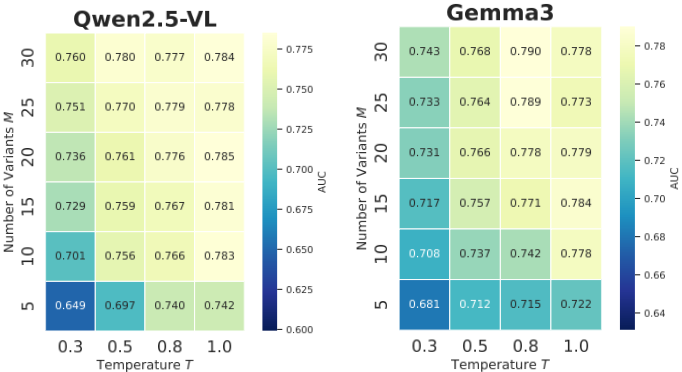 Qwen2.5-VL
Number of Variants M
30 0.760 0.780 0.777 0.784
25 0.751 0.770 0.779 0.778
20 0.736 0.761 0.776 0.785
15 0.729 0.759 0.767 0.781
10 0.701 0.756 0.766 0.783
5 0.649 0.697 0.740 0.742
0.3 0.5 0.8 1.0
Temperature T
0.775
0.750
0.725
0.700
0.675
0.650
0.625
0.600
AUC
Gemma3
Number of Variants M
30 0.743 0.768 0.790 0.778
25 0.733 0.764 0.789 0.773
20 0.731 0.766 0.778 0.779
15 0.717 0.757 0.771 0.784
10 0.708 0.737 0.742 0.778
5 0.681 0.712 0.715 0.722
0.3 0.5 0.8 1.0
Temperature T
0.78
0.76
0.74
0.72
0.70
0.68
0.66
0.64
AUC